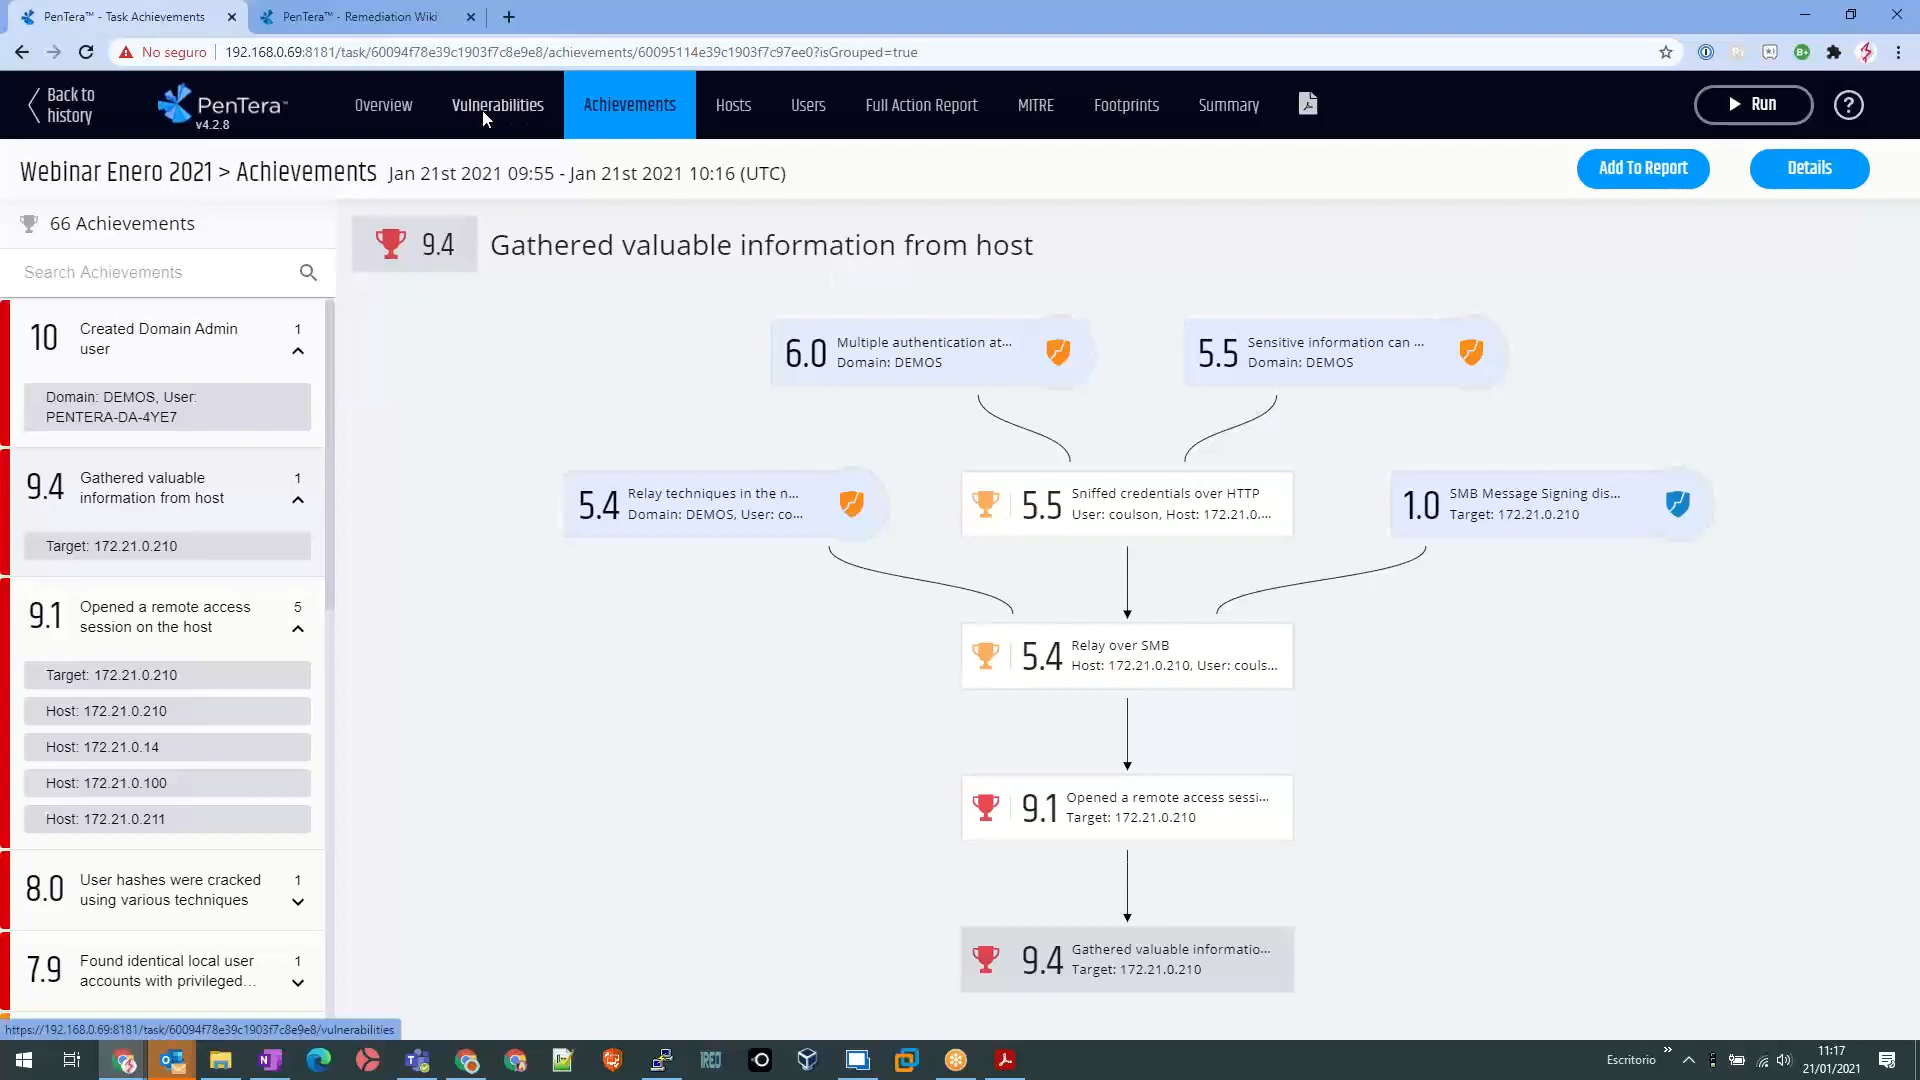 PenTera™ - Task Achievements
PenTera™ - Remediation Wiki
No seguro
192.168.0.69:8181/task/60094f78e39c1903f7c8e9e8/achievements/60095114e39c1903f7c97ee0?isGrouped=true
Back to
history
PenTera™
v4.2.8
Overview
Vulnerabilities
Achievements
Hosts
Users
Full Action Report
MITRE
Footprints
Summary
Run
?
Webinar Enero 2021 > Achievements
Jan 21st 2021 09:55 - Jan 21st 2021 10:16 (UTC)
Add To Report
Details
66 Achievements
Search Achievements
10
Created Domain Admin
user
1
Domain: DEMOS, User:
PENTERA-DA-4YE7
9.4
Gathered valuable
information from host
1
Target: 172.21.0.210
9.1
Opened a remote access
session on the host
5
Target: 172.21.0.210
Host: 172.21.0.210
Host: 172.21.0.14
Host: 172.21.0.100
Host: 172.21.0.211
8.0
User hashes were cracked
using various techniques
1
7.9
Found identical local user
accounts with privileged...
1
9.4
Gathered valuable information from host
6.0
Multiple authentication at...
Domain: DEMOS
5.5
Sensitive information can ...
Domain: DEMOS
5.4
Relay techniques in the n...
Domain: DEMOS, User: co...
5.5
Sniffed credentials over HTTP
User: coulson, Host: 172.21.0....
1.0
SMB Message Signing dis...
Target: 172.21.0.210
5.4
Relay over SMB
Host: 172.21.0.210, User: couls...
9.1
Opened a remote access sessi...
Target: 172.21.0.210
9.4
Gathered valuable informatio...
Target: 172.21.0.210
https://192.168.0.69:8181/task/60094f78e39c1903f7c8e9e8/vulnerabilities
IREO
Escritorio
11:17
21/01/2021